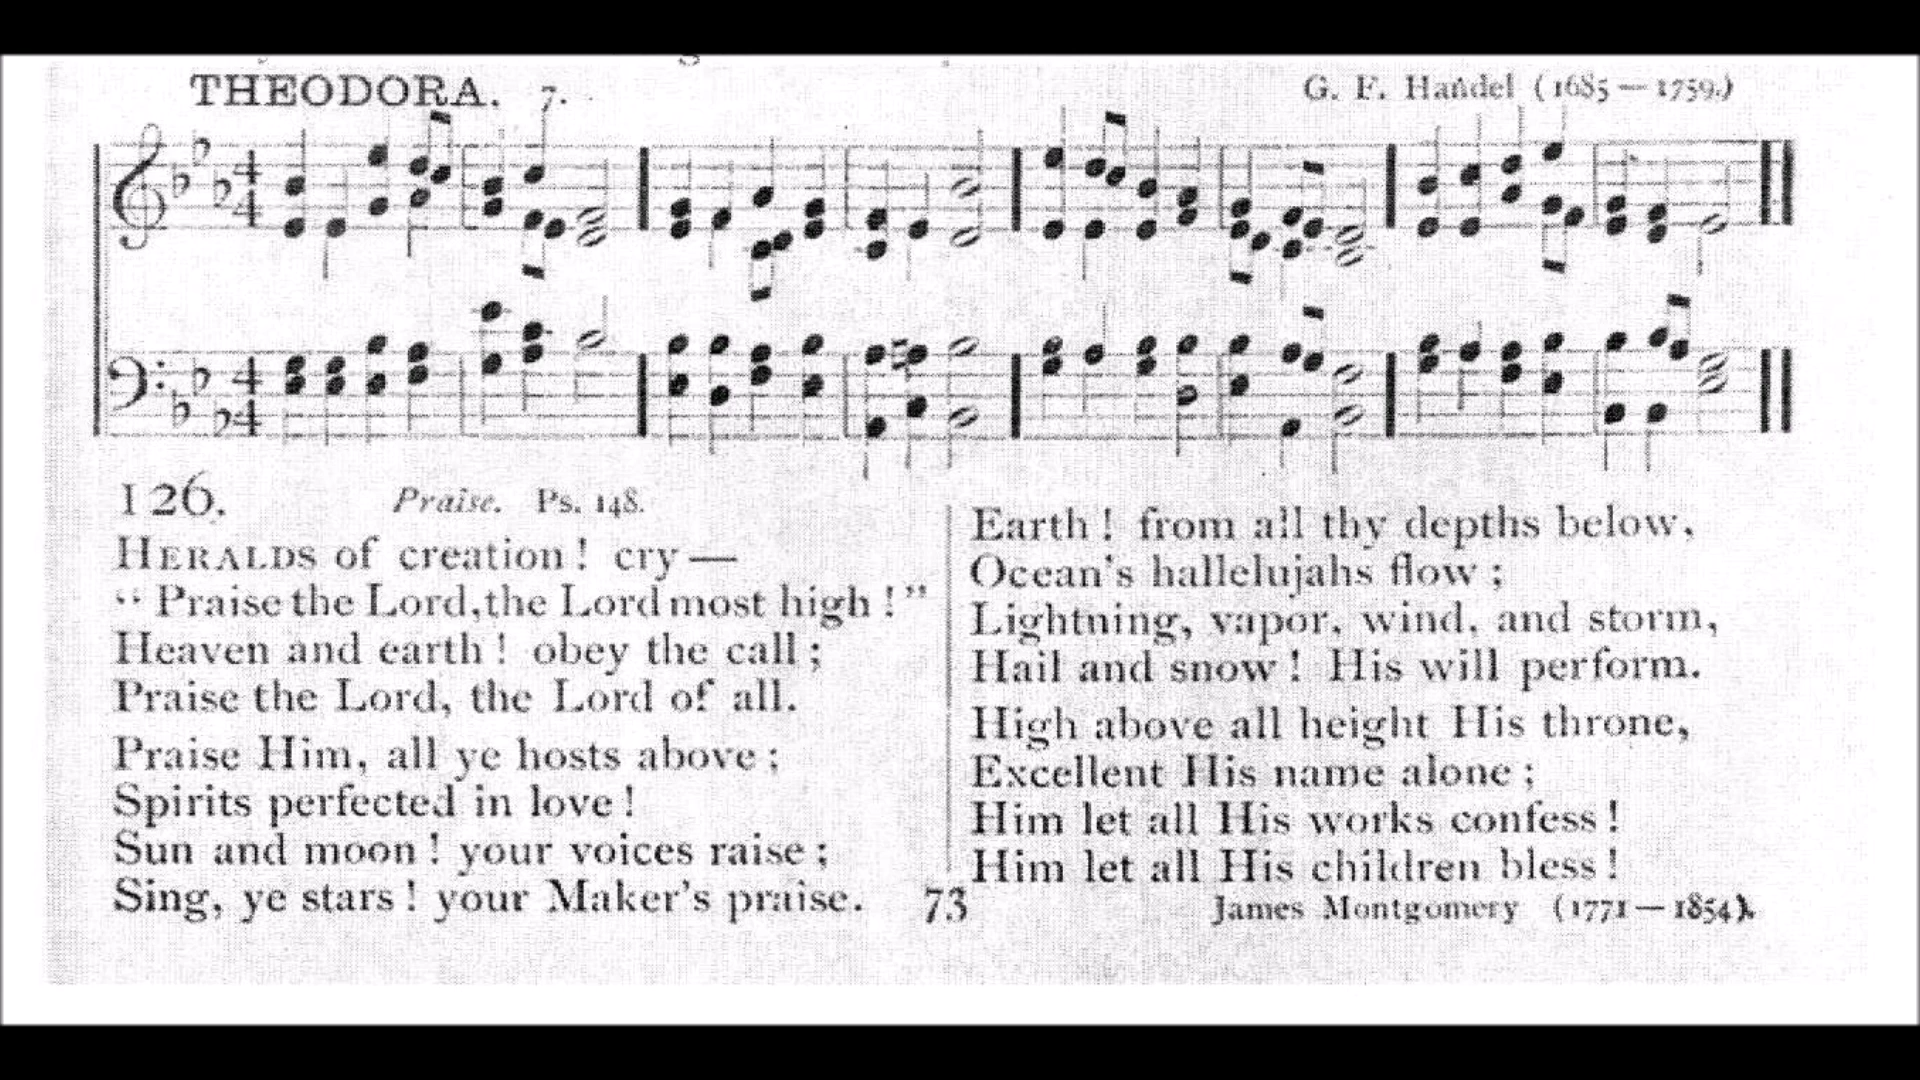 THEODORA. 7.
G. F. Handel (1685—1759.)
126. Praise. Ps. 148.
HERALDS of creation! cry—
“Praise the Lord, the Lord most high!”
Heaven and earth! obey the call;
Praise the Lord, the Lord of all.
Praise Him, all ye hosts above;
Spirits perfected in love!
Sun and moon! your voices raise;
Sing, ye stars! your Maker's praise.
Earth! from all thy depths below,
Ocean's hallelujahs flow;
Lightning, vapor, wind, and storm,
Hail and snow! His will perform.
High above all height His throne,
Excellent His name alone;
Him let all His works confess!
Him let all His children bless!
James Montgomery (1771—1854).
73